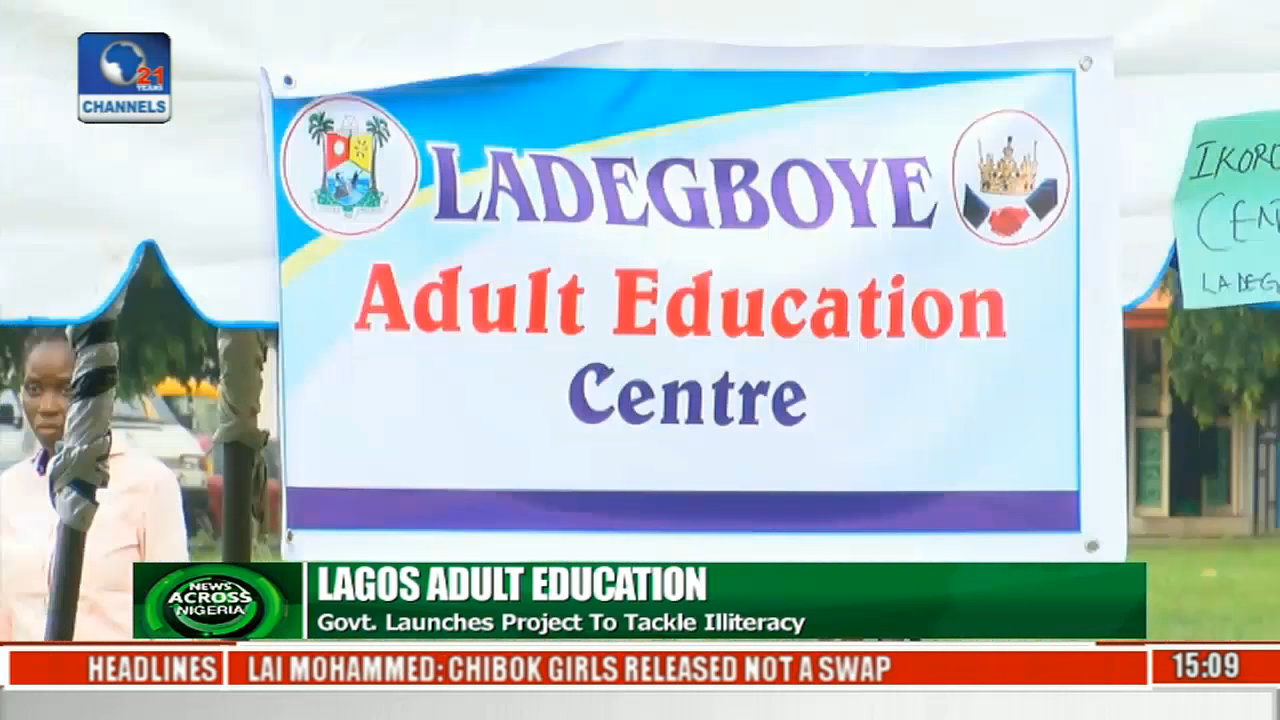 21
YEARS
CHANNELS
LADEGBOYE
Adult Education
Centre
NEWS
ACROSS
NIGERIA
LAGOS ADULT EDUCATION
Govt. Launches Project To Tackle Illiteracy
HEADLINES
LAI MOHAMMED: CHIBOK GIRLS RELEASED NOT A SWAP
15:09